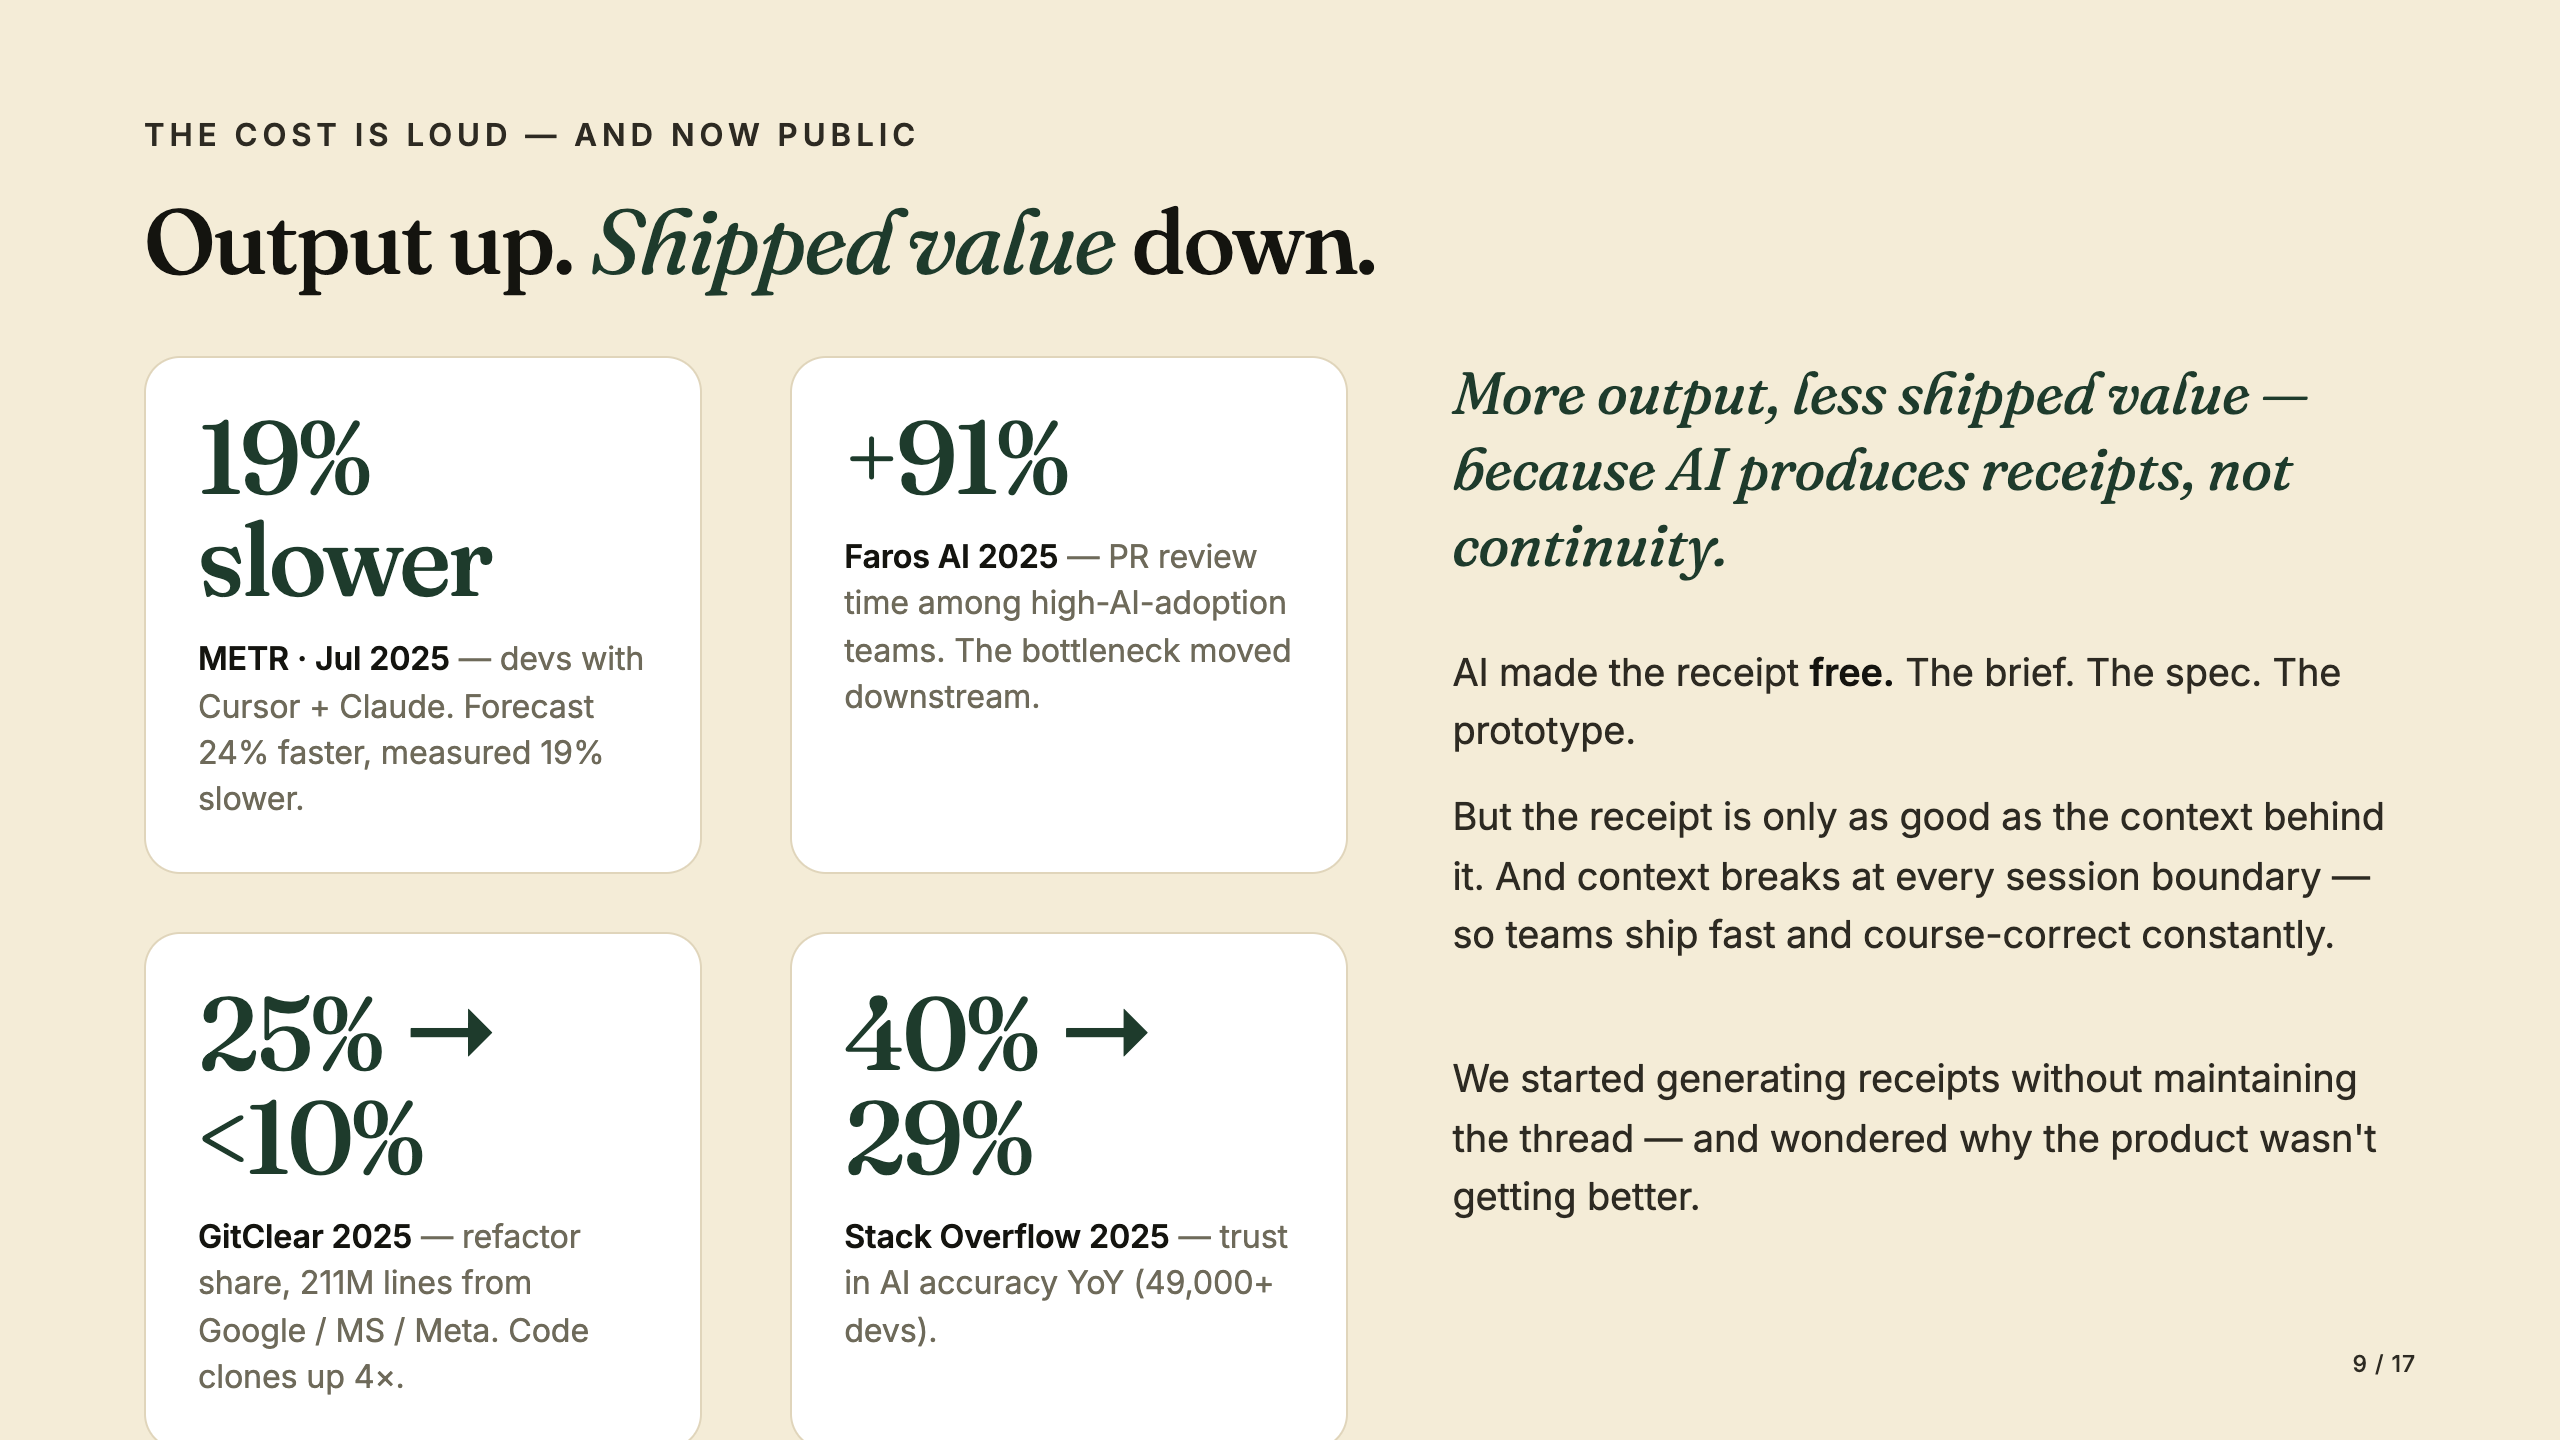 THE COST IS LOUD — AND NOW PUBLIC
Output up. Shipped value down.
19%
slower
METR · Jul 2025 — devs with
Cursor + Claude. Forecast
24% faster, measured 19%
slower.
+91%
Faros AI 2025 — PR review
time among high-AI-adoption
teams. The bottleneck moved
downstream.
25% →
<10%
GitClear 2025 — refactor
share, 211M lines from
Google / MS / Meta. Code
clones up 4×.
40% →
29%
Stack Overflow 2025 — trust
in AI accuracy YoY (49,000+
devs).
More output, less shipped value —
because AI produces receipts, not
continuity.
AI made the receipt free. The brief. The spec. The
prototype.
But the receipt is only as good as the context behind
it. And context breaks at every session boundary —
so teams ship fast and course-correct constantly.
We started generating receipts without maintaining
the thread — and wondered why the product wasn't
getting better.
9 / 17